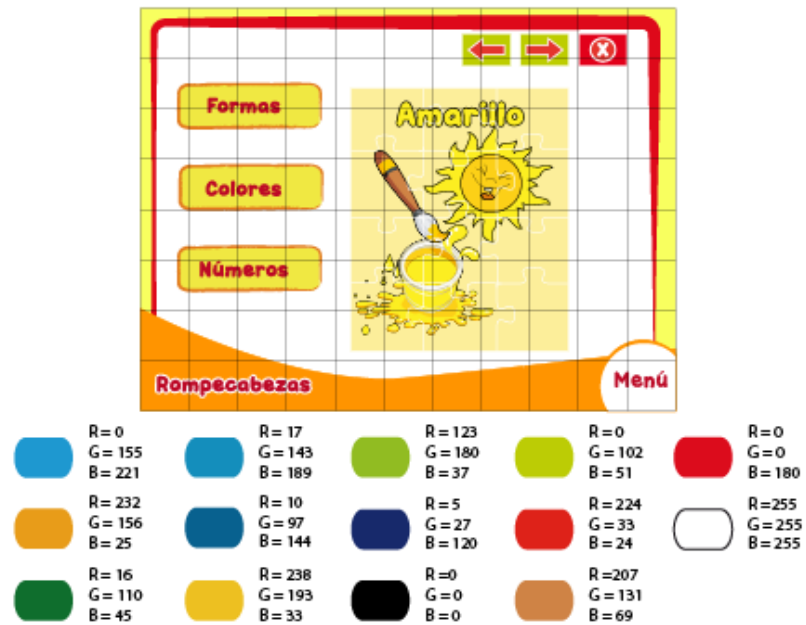 X
Formas
Amarillo
Colores
Números
Rompecabezas
Menú
R= 0
G= 155
B= 221
R= 17
G= 143
B= 189
R= 123
G= 180
B= 37
R= 0
G= 102
B= 51
R=0
G=0
B= 180
R= 232
G= 156
B= 25
R= 10
G= 97
B= 144
R= 5
G= 27
B= 120
R= 224
G= 33
B= 24
R=255
G= 255
B= 255
R= 16
G= 110
B= 45
R= 238
G= 193
B= 33
R =0
G= 0
B= 0
R=207
G= 131
B= 69